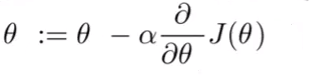 θ := θ − α ∂/∂θ J(θ)